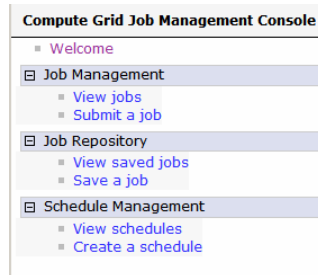 Compute Grid Job Management Console
Welcome
Job Management
View jobs
Submit a job
Job Repository
View saved jobs
Save a job
Schedule Management
View schedules
Create a schedule